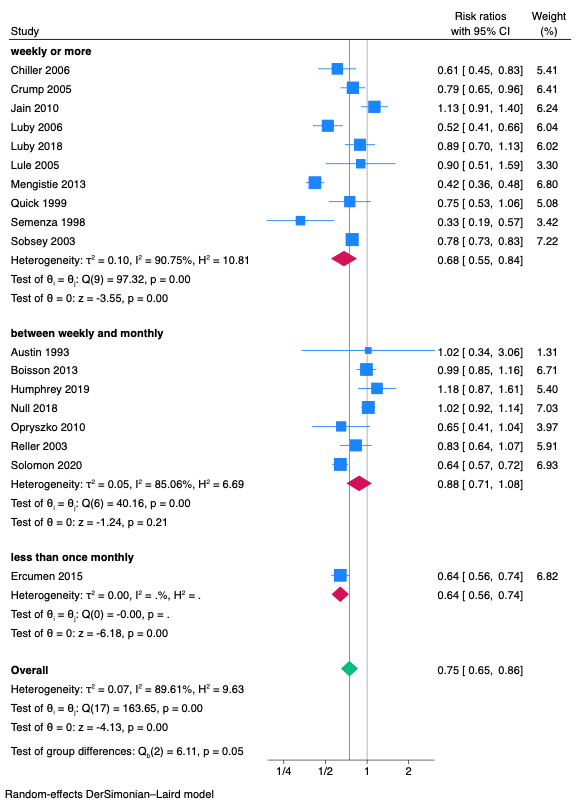 Risk ratios Weight
Study with 95% CI (%)
weekly or more
Chiller 2006 0.61 [ 0.45, 0.83] 5.41
Crump 2005 0.79 [ 0.65, 0.96] 6.41
Jain 2010 1.13 [ 0.91, 1.40] 6.24
Luby 2006 0.52 [ 0.41, 0.66] 6.04
Luby 2018 0.89 [ 0.70, 1.13] 6.02
Lule 2005 0.90 [ 0.51, 1.59] 3.30
Mengistie 2013 0.42 [ 0.36, 0.48] 6.80
Quick 1999 0.75 [ 0.53, 1.06] 5.08
Semenza 1998 0.33 [ 0.19, 0.57] 3.42
Sobsey 2003 0.78 [ 0.73, 0.83] 7.22
Heterogeneity: τ² = 0.10, I² = 90.75%, H² = 10.81 0.68 [ 0.55, 0.84]
Test of θᵢ = θⱼ: Q(9) = 97.32, p = 0.00
Test of θ = 0: z = -3.55, p = 0.00
between weekly and monthly
Austin 1993 1.02 [ 0.34, 3.06] 1.31
Boisson 2013 0.99 [ 0.85, 1.16] 6.71
Humphrey 2019 1.18 [ 0.87, 1.61] 5.40
Null 2018 1.02 [ 0.92, 1.14] 7.03
Opryszko 2010 0.65 [ 0.41, 1.04] 3.97
Reller 2003 0.83 [ 0.64, 1.07] 5.91
Solomon 2020 0.64 [ 0.57, 0.72] 6.93
Heterogeneity: τ² = 0.05, I² = 85.06%, H² = 6.69 0.88 [ 0.71, 1.08]
Test of θᵢ = θⱼ: Q(6) = 40.16, p = 0.00
Test of θ = 0: z = -1.24, p = 0.21
less than once monthly
Ercumen 2015 0.64 [ 0.56, 0.74] 6.82
Heterogeneity: τ² = 0.00, I² = .%, H² = . 0.64 [ 0.56, 0.74]
Test of θᵢ = θⱼ: Q(0) = -0.00, p = .
Test of θ = 0: z = -6.18, p = 0.00
Overall 0.75 [ 0.65, 0.86]
Heterogeneity: τ² = 0.07, I² = 89.61%, H² = 9.63
Test of θᵢ = θⱼ: Q(17) = 163.65, p = 0.00
Test of θ = 0: z = -4.13, p = 0.00
Test of group differences: Q_b(2) = 6.11, p = 0.05
1/4 1/2 1 2
Random-effects DerSimonian–Laird model